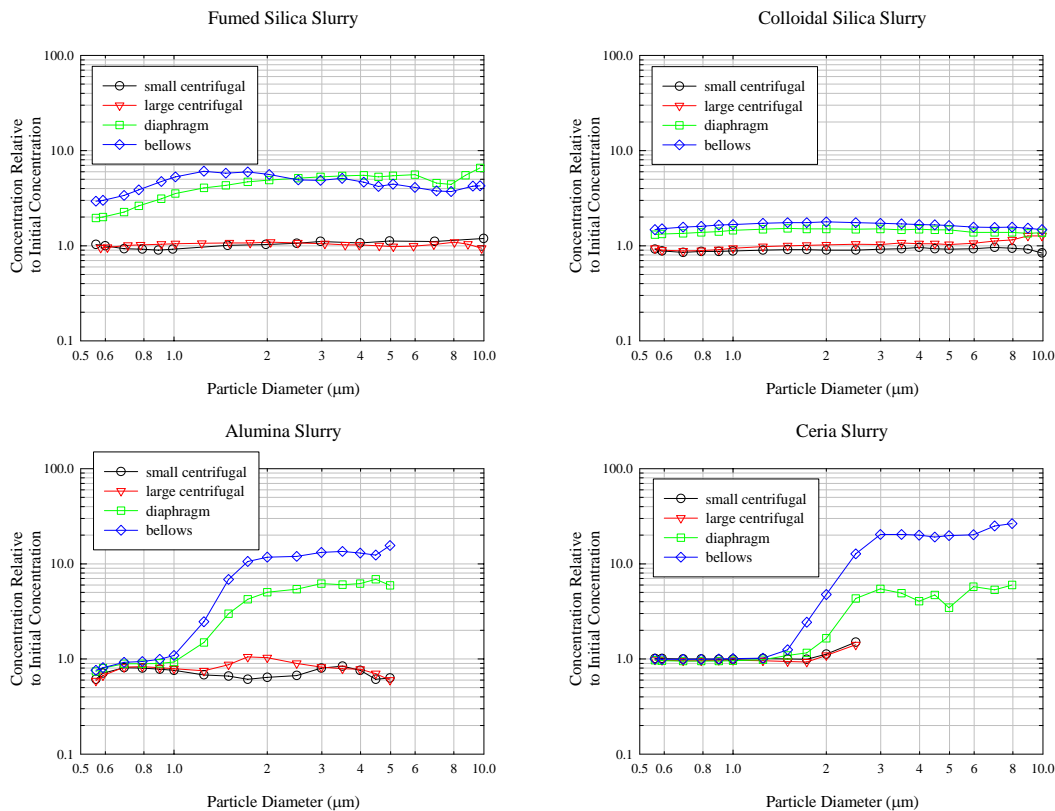 Fumed Silica Slurry
Concentration Relative
to Initial Concentration
100.0
10.0
1.0
0.1
small centrifugal
large centrifugal
diaphragm
bellows
0.5 0.6 0.8 1.0 2 3 4 5 6 8 10.0
Particle Diameter (µm)
Colloidal Silica Slurry
Concentration Relative
to Initial Concentration
100.0
10.0
1.0
0.1
small centrifugal
large centrifugal
diaphragm
bellows
0.5 0.6 0.8 1.0 2 3 4 5 6 8 10.0
Particle Diameter (µm)
Alumina Slurry
Concentration Relative
to Initial Concentration
100.0
10.0
1.0
0.1
small centrifugal
large centrifugal
diaphragm
bellows
0.5 0.6 0.8 1.0 2 3 4 5 6 8 10.0
Particle Diameter (µm)
Ceria Slurry
Concentration Relative
to Initial Concentration
100.0
10.0
1.0
0.1
small centrifugal
large centrifugal
diaphragm
bellows
0.5 0.6 0.8 1.0 2 3 4 5 6 8 10.0
Particle Diameter (µm)